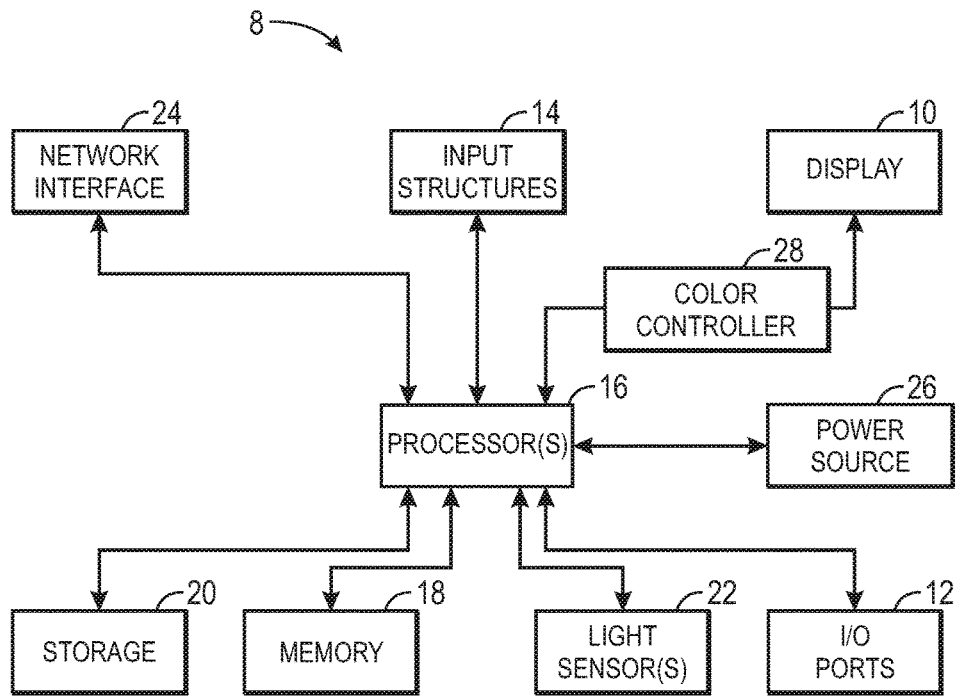 8
24
NETWORK
INTERFACE
14
INPUT
STRUCTURES
10
DISPLAY
28
COLOR
CONTROLLER
16
PROCESSOR(S)
26
POWER
SOURCE
20
STORAGE
18
MEMORY
22
LIGHT
SENSOR(S)
12
I/O
PORTS